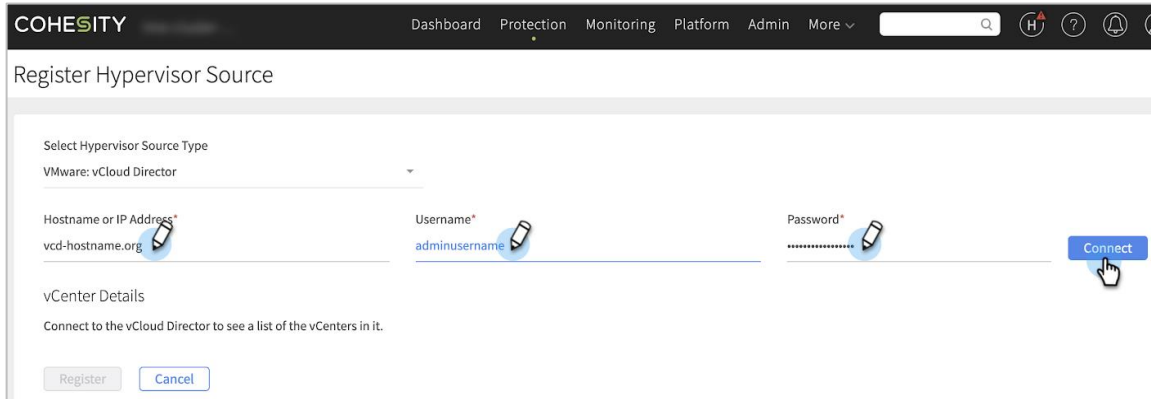 COHESITY Dashboard Protection Monitoring Platform Admin More H ?
Register Hypervisor Source
Select Hypervisor Source Type
VMware: vCloud Director
Hostname or IP Address* Username* Password*
vcd-hostname.org adminusername •••••••••••••••• Connect
vCenter Details
Connect to the vCloud Director to see a list of the vCenters in it.
Register Cancel